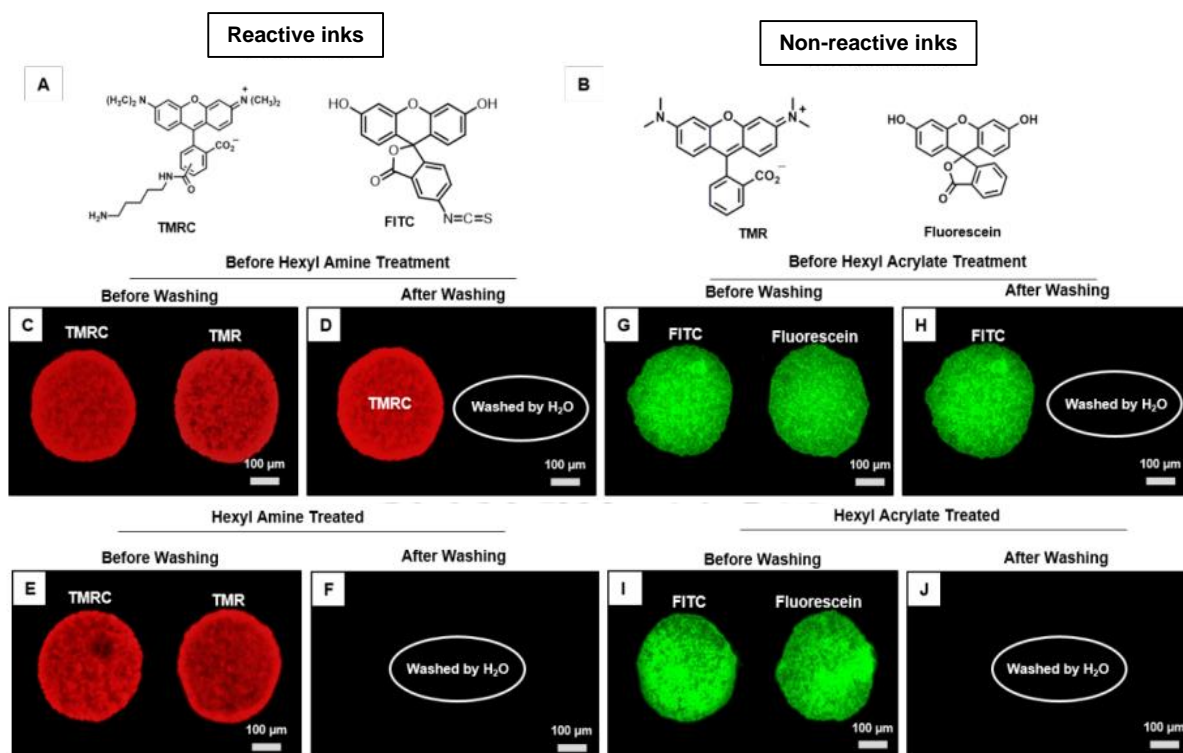 Reactive inks
Non-reactive inks
A
(H₃C)₂N
O
N(CH₃)₂
+
CO₂⁻
HN
O
H₂N
TMRC
HO
O
OH
O
O
N=C=S
FITC
B
N
O
N
+
CO₂⁻
TMR
HO
O
OH
O
O
Fluorescein
Before Hexyl Amine Treatment
Before Washing
After Washing
Before Hexyl Acrylate Treatment
Before Washing
After Washing
C
TMRC
TMR
100 µm
D
TMRC
Washed by H₂O
100 µm
G
FITC
Fluorescein
100 µm
H
FITC
Washed by H₂O
100 µm
Hexyl Amine Treated
Before Washing
After Washing
Hexyl Acrylate Treated
Before Washing
After Washing
E
TMRC
TMR
100 µm
F
Washed by H₂O
100 µm
I
FITC
Fluorescein
100 µm
J
Washed by H₂O
100 µm